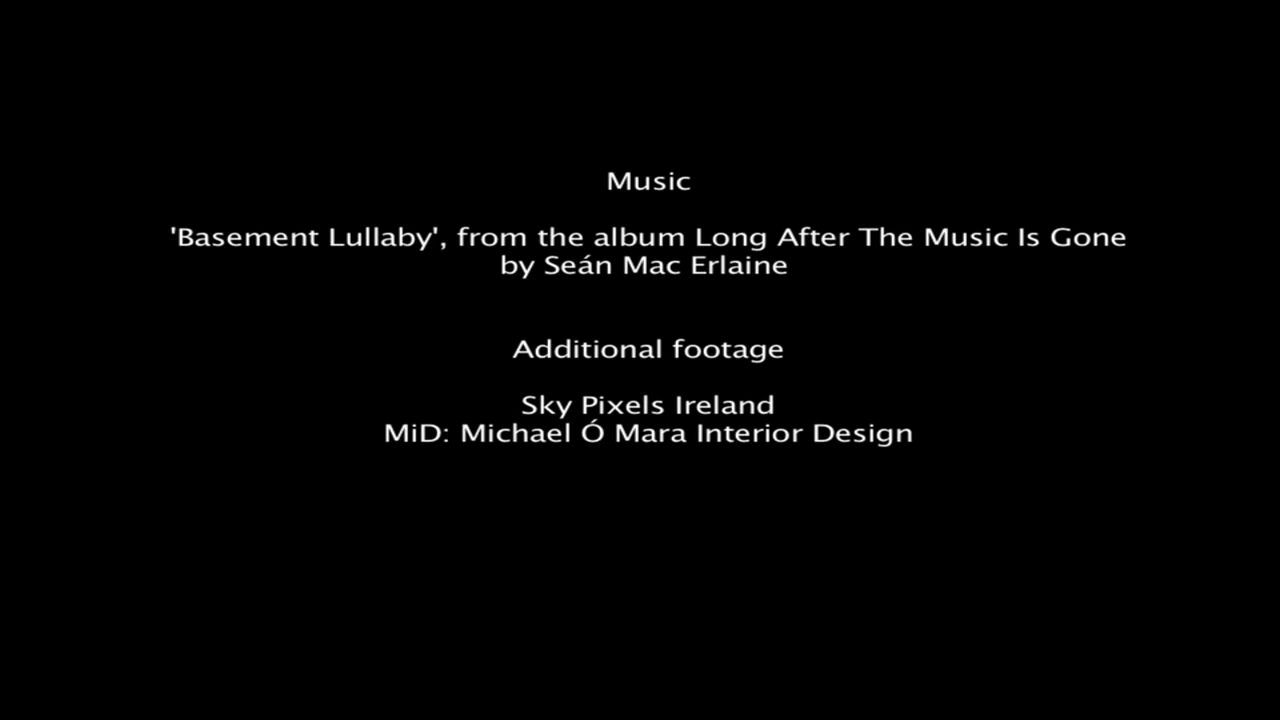 Music
'Basement Lullaby', from the album Long After The Music Is Gone
by Seán Mac Erlaine
Additional footage
Sky Pixels Ireland
MiD: Michael Ó Mara Interior Design